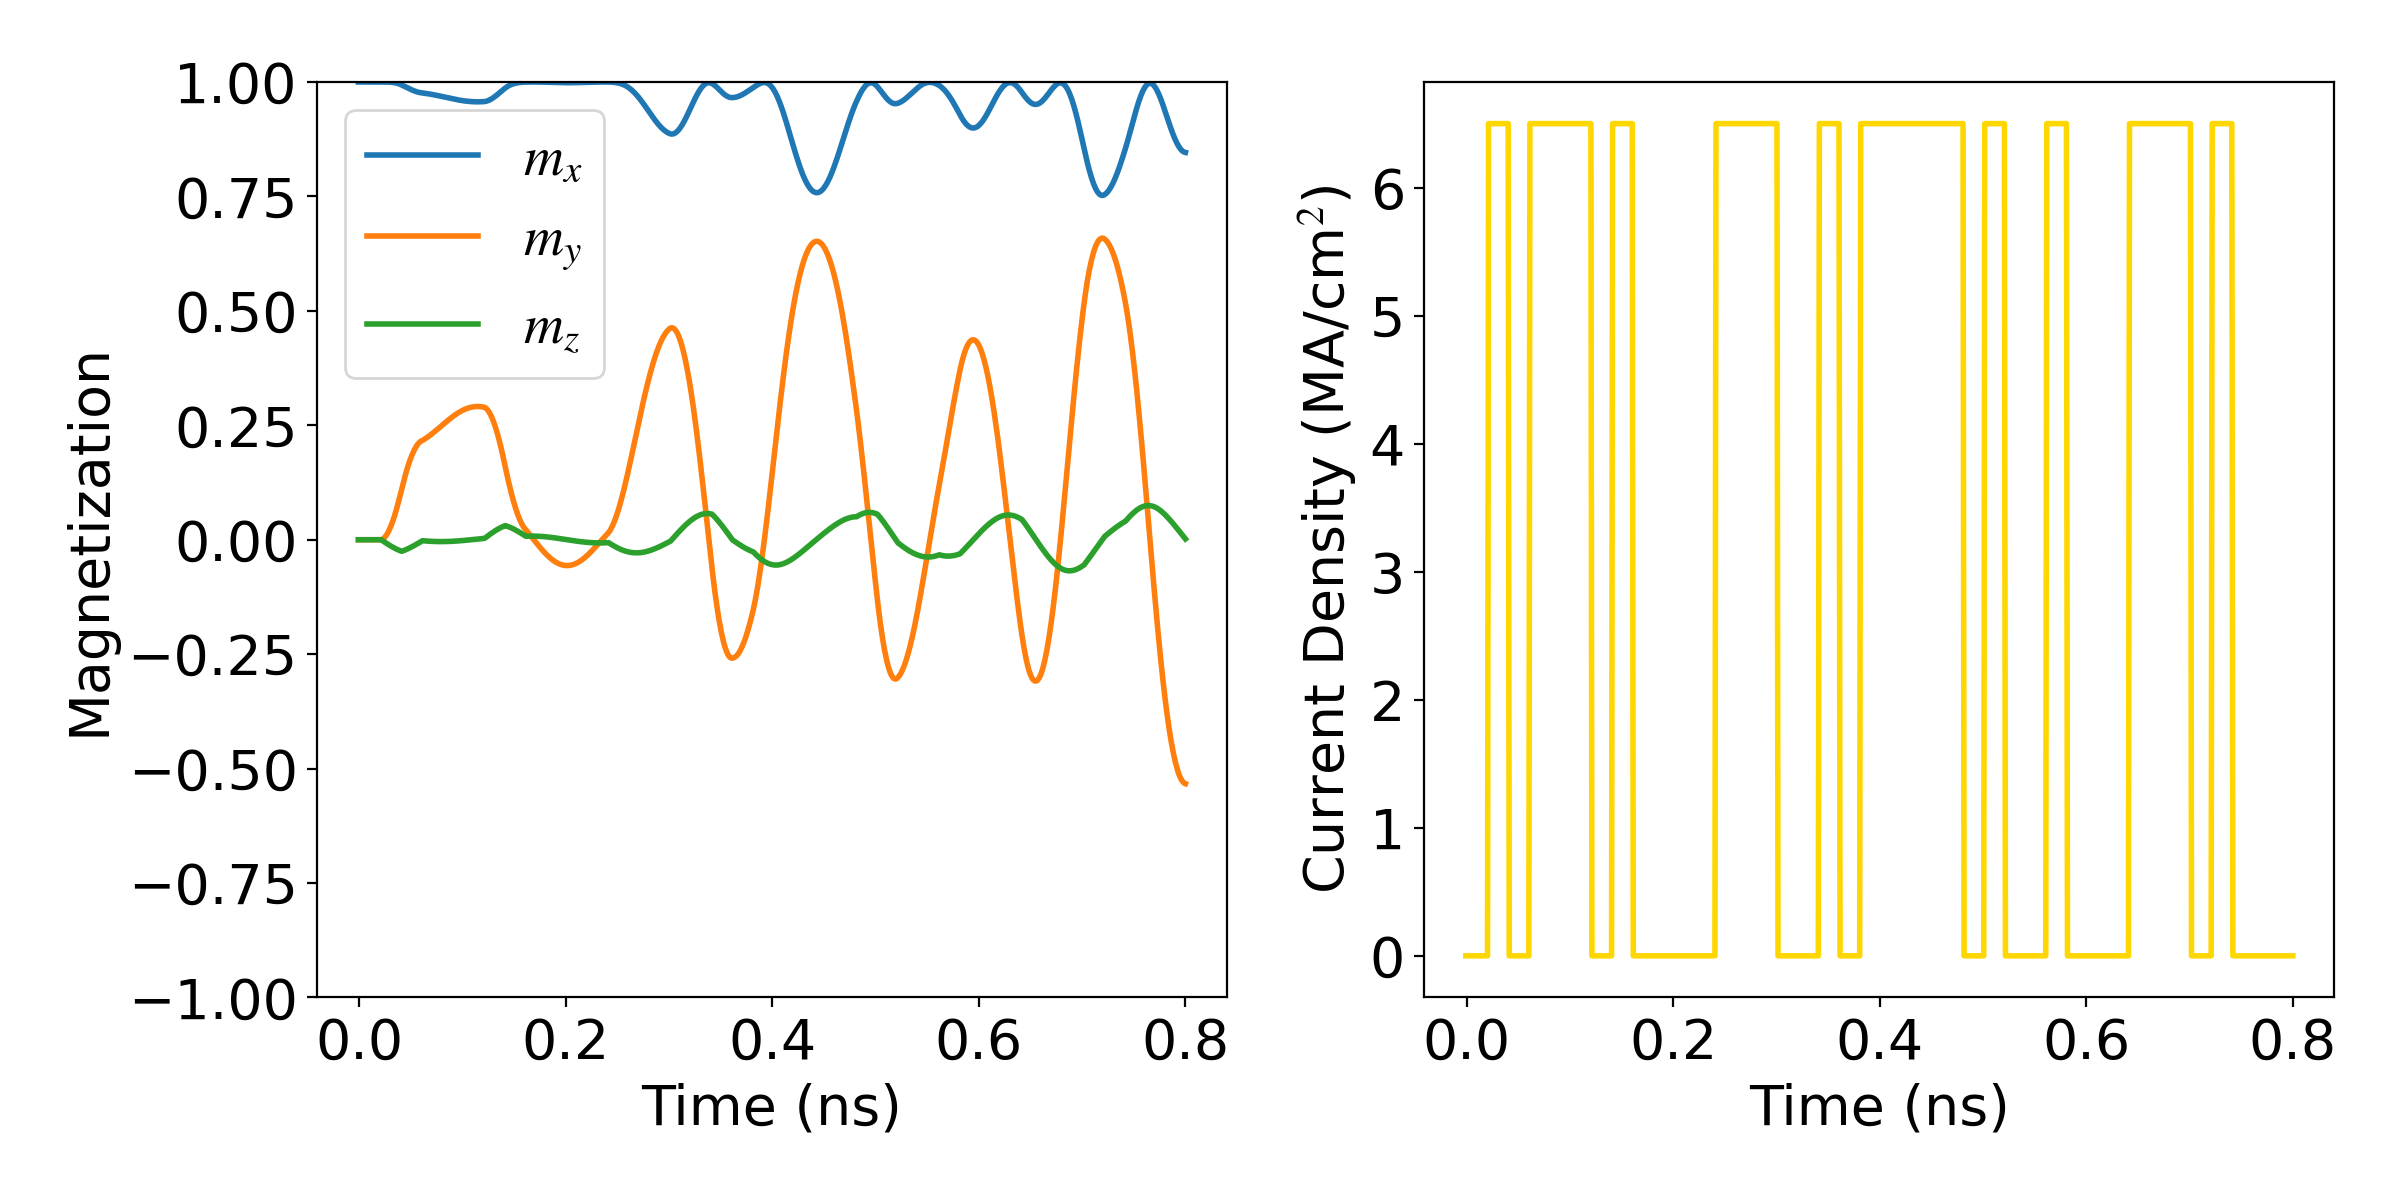 1.00
0.75
0.50
0.25
0.00
−0.25
−0.50
−0.75
−1.00
Magnetization
m_x
m_y
m_z
0.0 0.2 0.4 0.6 0.8
Time (ns)
6
5
4
3
2
1
0
Current Density (MA/cm²)
0.0 0.2 0.4 0.6 0.8
Time (ns)